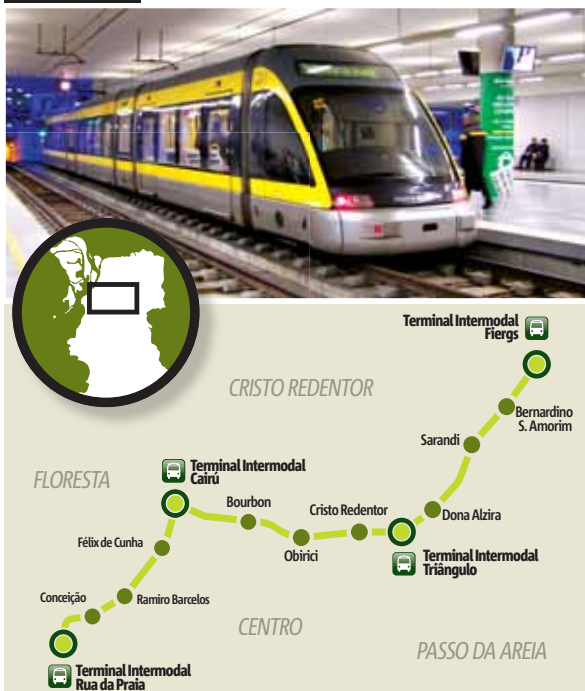 Terminal Intermodal
Fiergs
CRISTO REDENTOR
Bernardino
S. Amorim
Sarandi
Terminal Intermodal
Cairú
FLORESTA
Bourbon
Cristo Redentor
Dona Alzira
Félix de Cunha
Obirici
Terminal Intermodal
Triângulo
Conceição
Ramiro Barcelos
CENTRO
PASSO DA AREIA
Terminal Intermodal
Rua da Praia